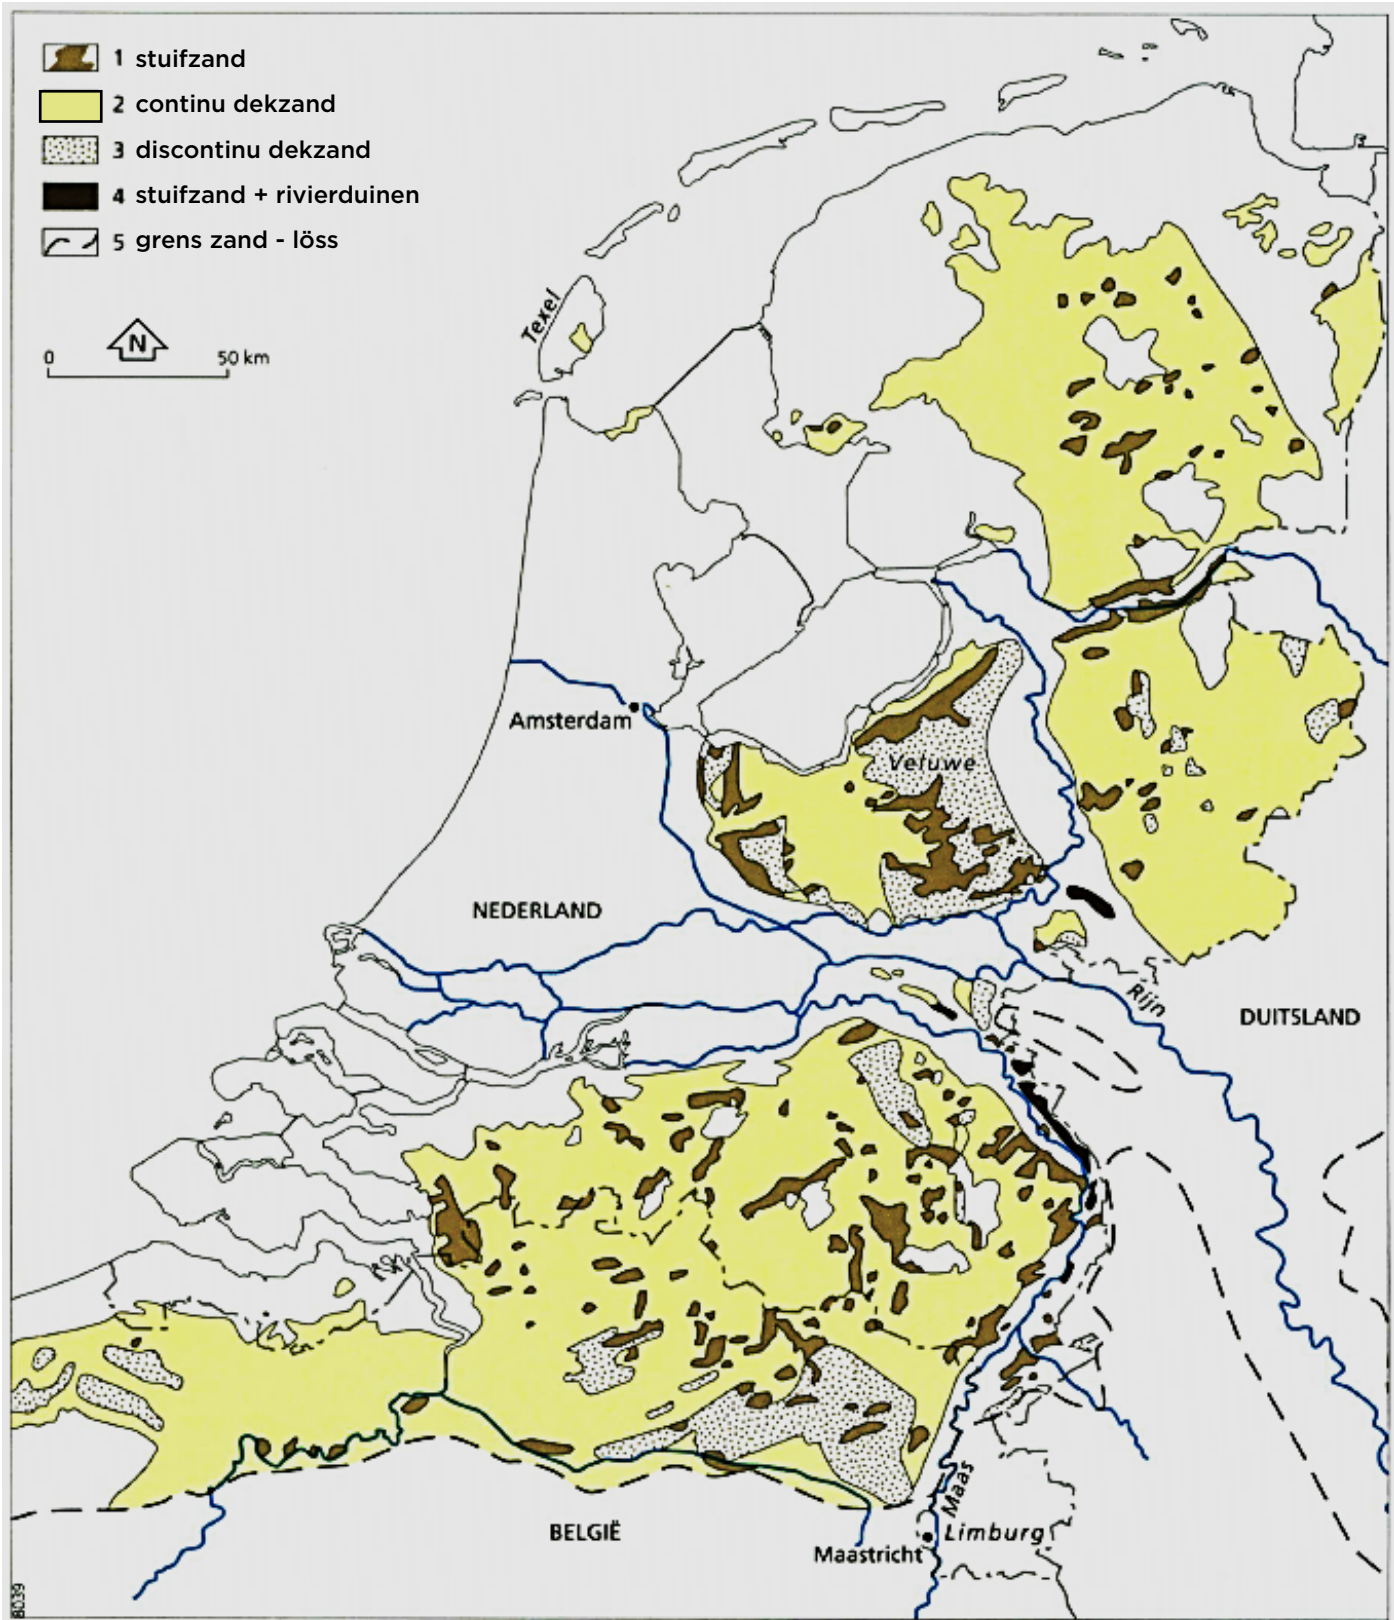 1 stuifzand
2 continu dekzand
3 discontinu dekzand
4 stuifzand + rivierduinen
5 grens zand - löss
N
0 50 km
Texel
Amsterdam
Veluwe
NEDERLAND
Rijn
DUITSLAND
BELGIË
Maas
Limburg
Maastricht
8039